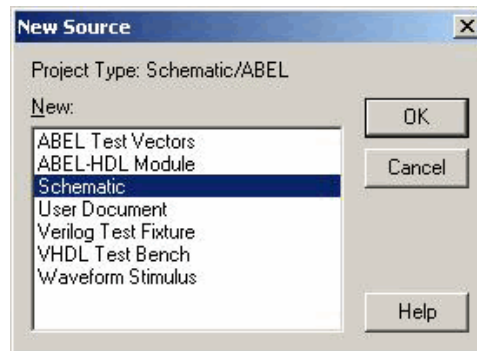 New Source
Project Type: Schematic/ABEL
New:
OK
ABEL Test Vectors
ABEL-HDL Module
Cancel
Schematic
User Document
Verilog Test Fixture
VHDL Test Bench
Waveform Stimulus
Help